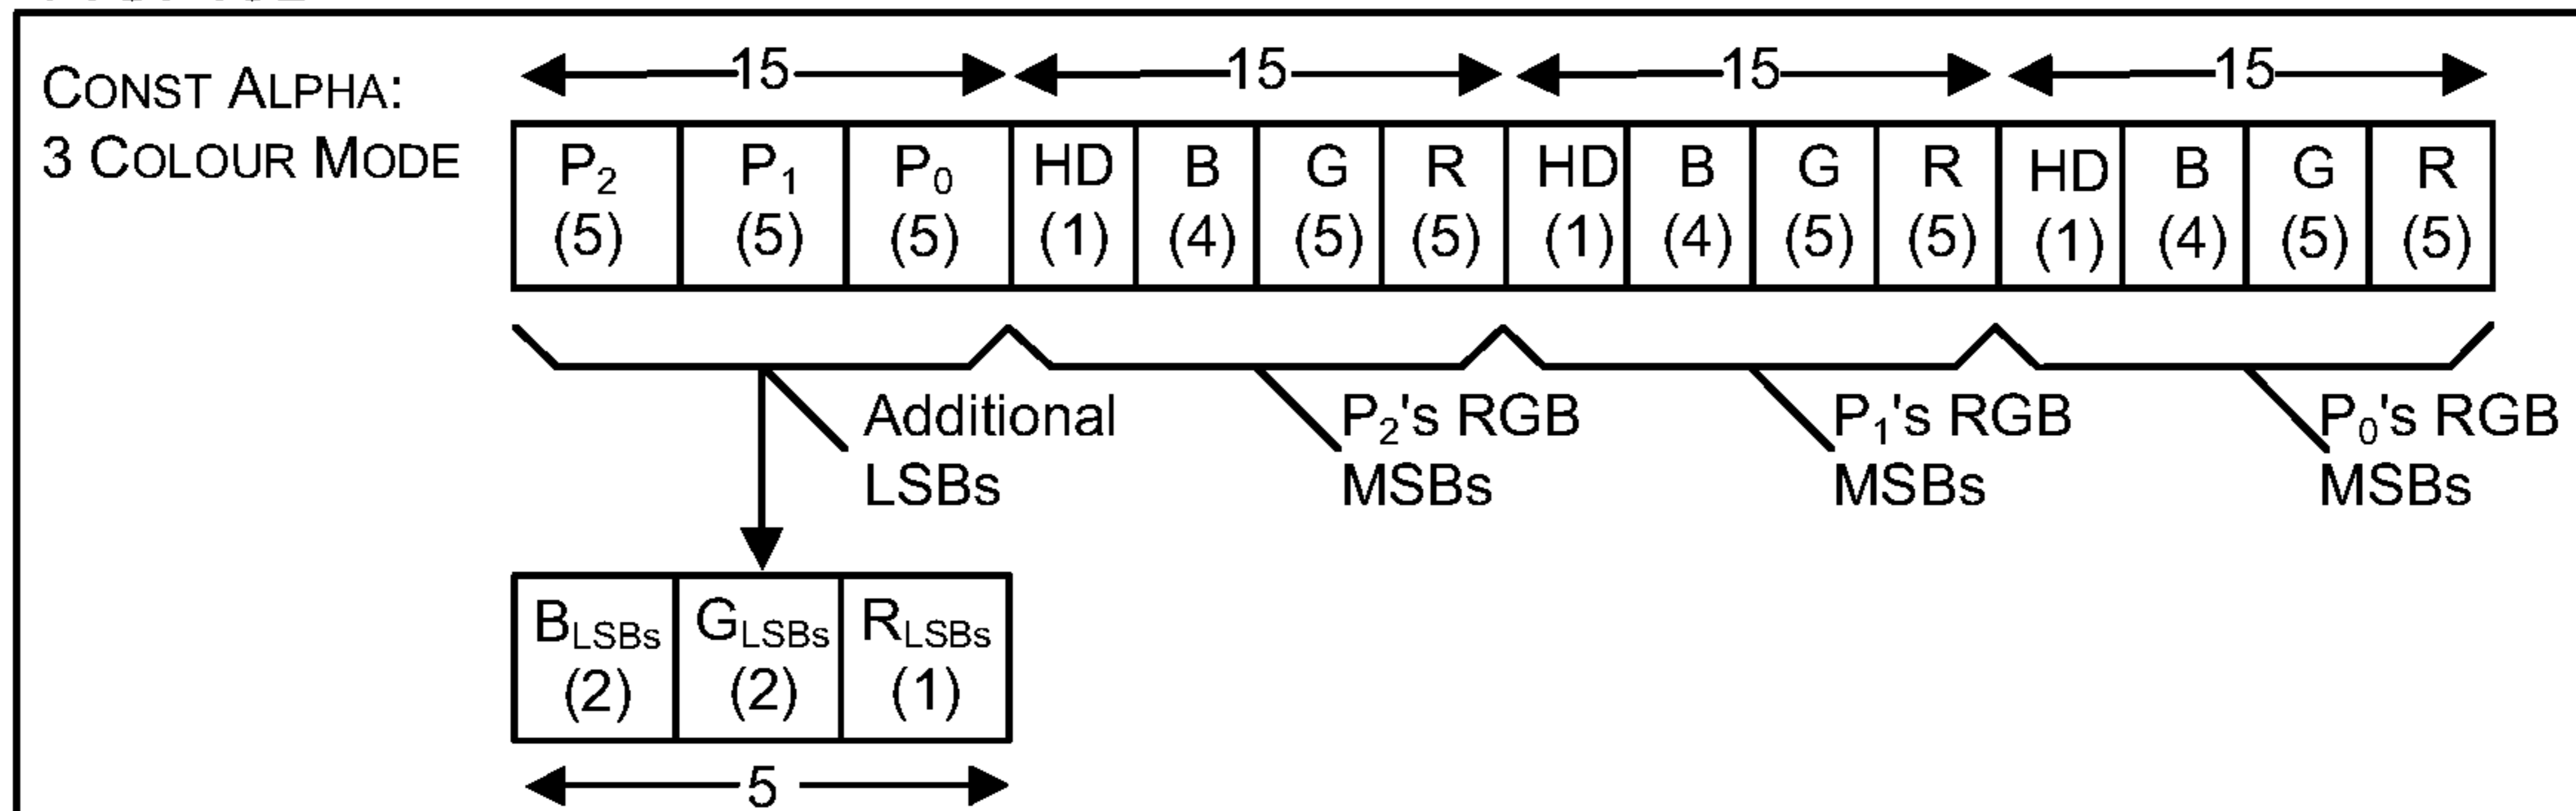 CONST ALPHA:
3 COLOUR MODE
15 15 15 15
P2 P1 P0 HD B G R HD B G R HD B G R
(5) (5) (5) (1) (4) (5) (5) (1) (4) (5) (5) (1) (4) (5) (5)
Additional LSBs
P2's RGB MSBs
P1's RGB MSBs
P0's RGB MSBs
BLSBs GLSBs RLSBs
(2) (2) (1)
5